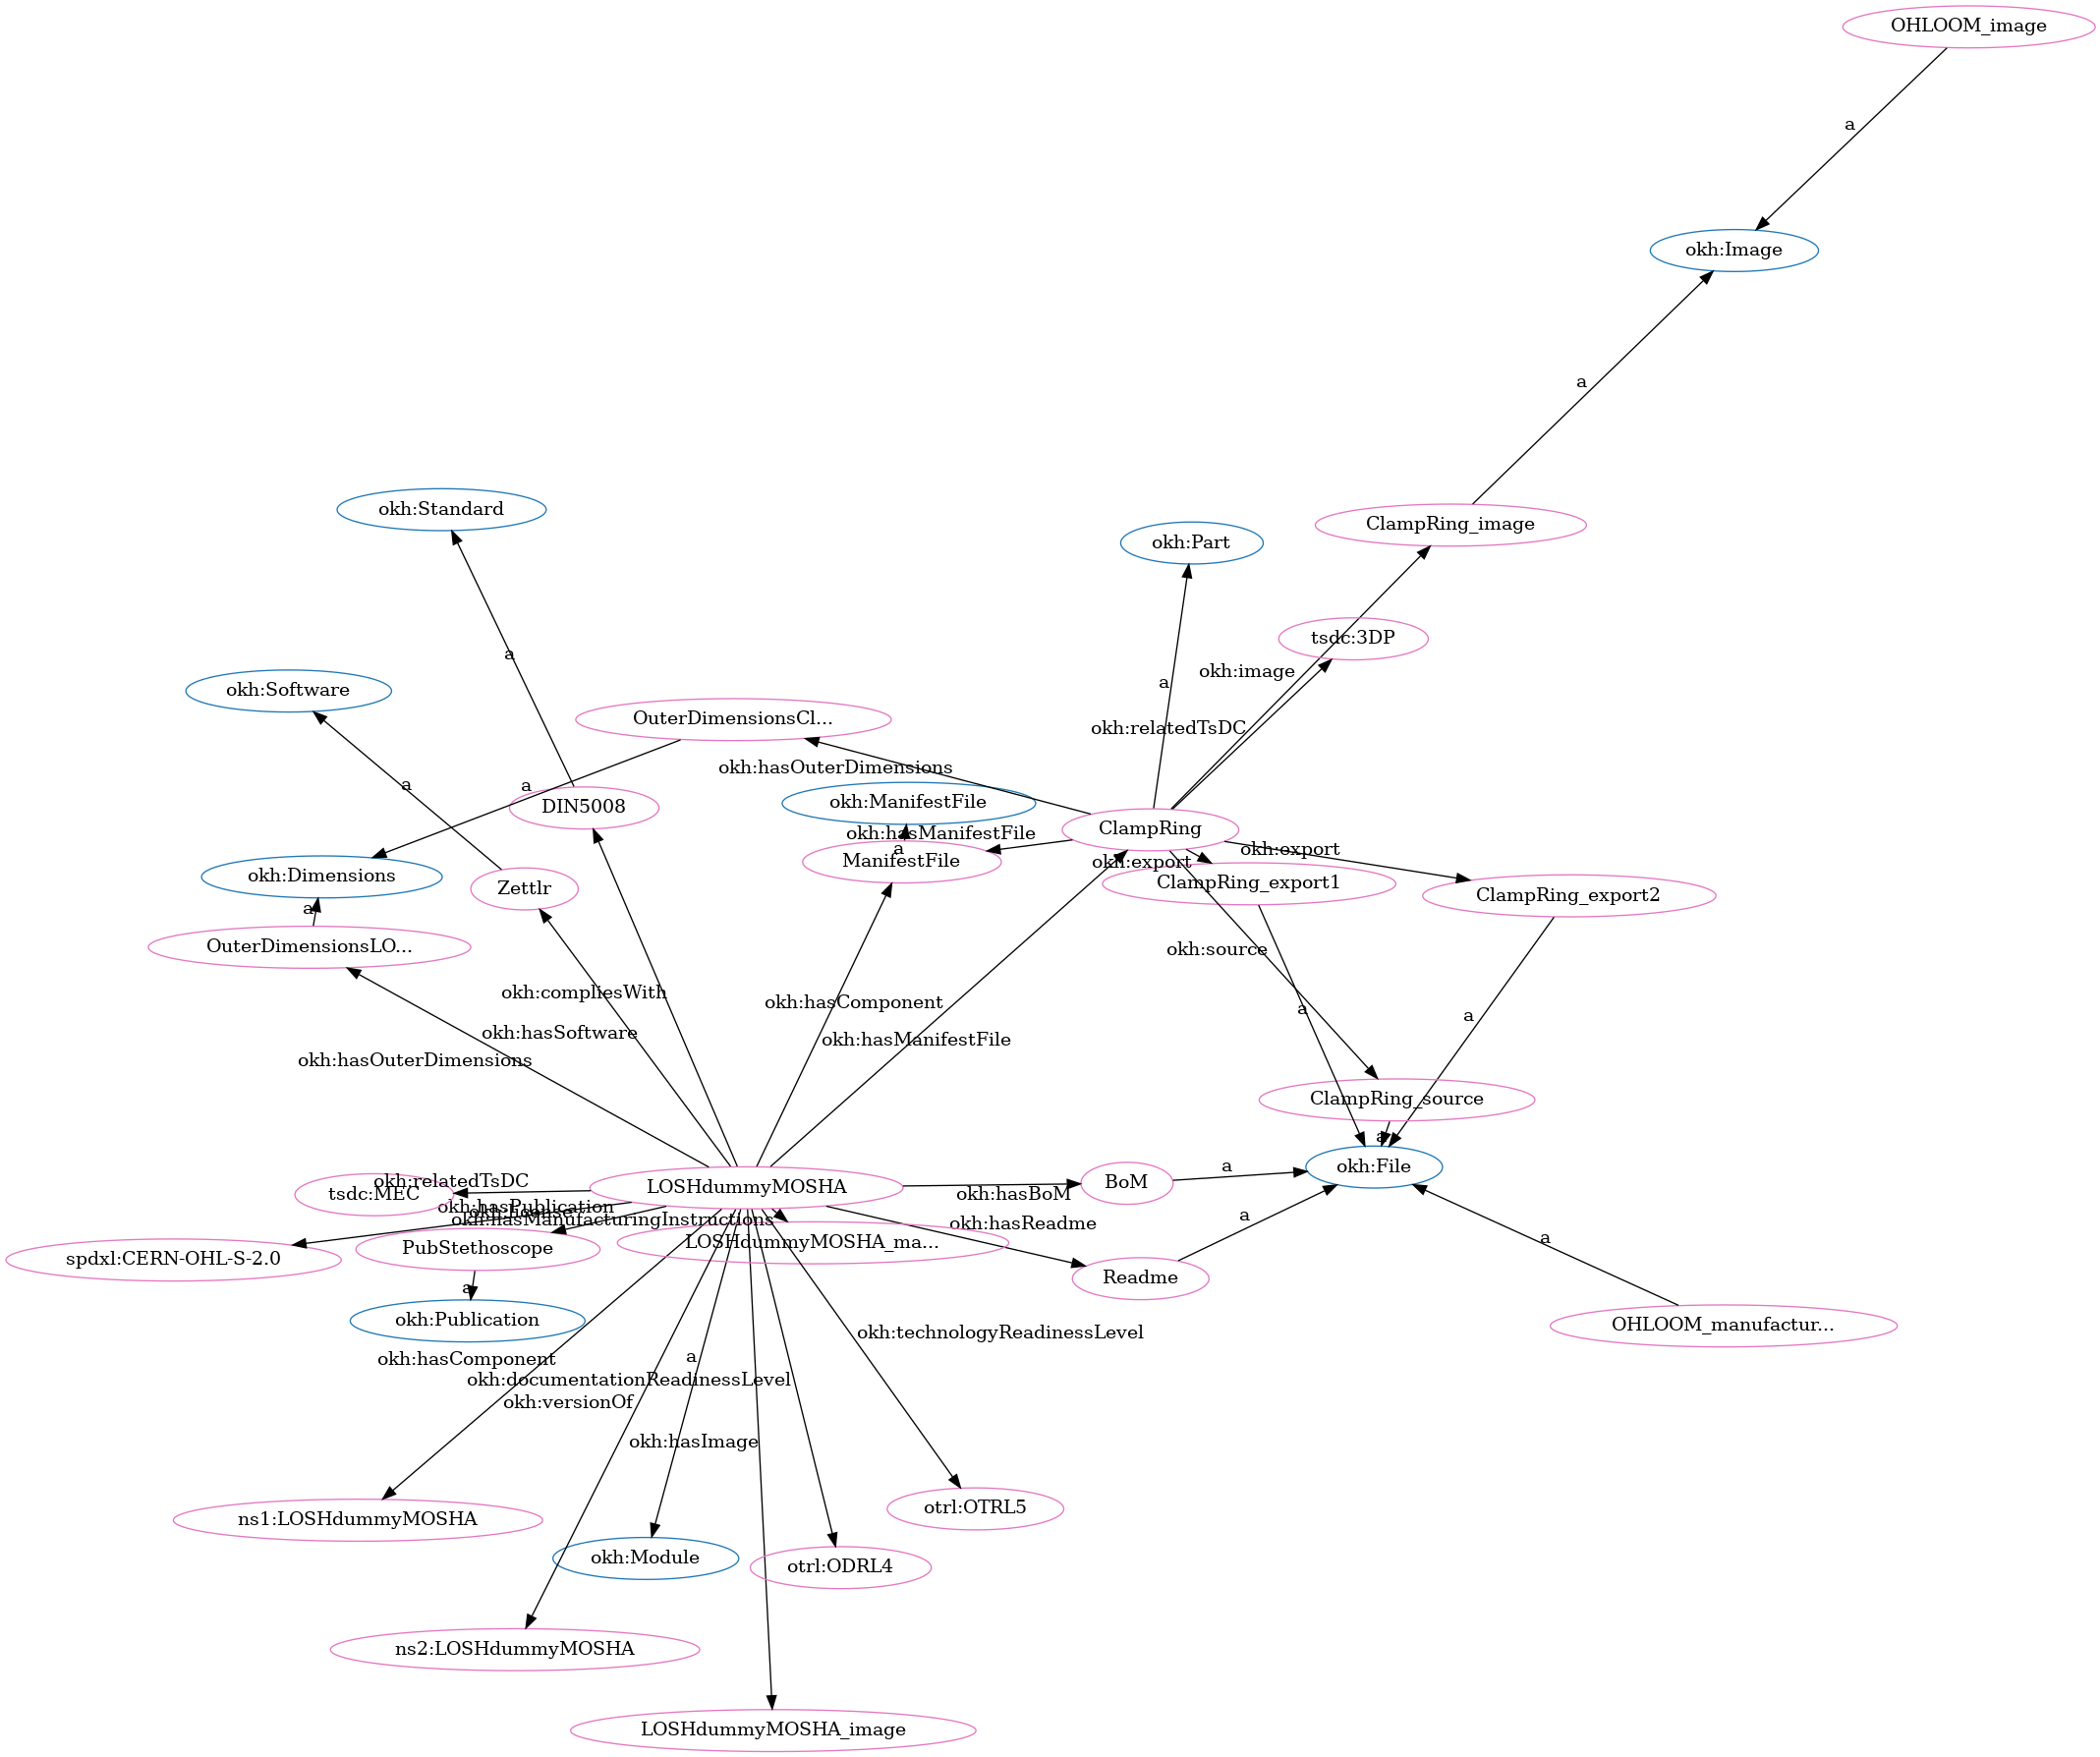 OHLOOM_image
a
okh:Image
a
okh:Standard
ClampRing_image
okh:Part
tsdc:3DP
a
okh:image
a
okh:Software
OuterDimensionsCl...
okh:relatedTsDC
okh:hasOuterDimensions
a
a
DIN5008
okh:ManifestFile
okh:hasManifestFile
ClampRing
a
ManifestFile
okh:export
okh:export
okh:Dimensions
Zettlr
ClampRing_export1
ClampRing_export2
a
OuterDimensionsLO...
okh:source
okh:compliesWith
okh:hasComponent
a
a
okh:hasSoftware
okh:hasManifestFile
okh:hasOuterDimensions
ClampRing_source
a
okh:File
a
okh:relatedTsDC
tsdc:MEC
LOSHdummyMOSHA
okh:hasBoM
BoM
okh:hasPublication
okh:license
okh:hasManufacturingInstructions
okh:hasReadme
a
a
spdxl:CERN-OHL-S-2.0
PubStethoscope
LOSHdummyMOSHA_ma...
Readme
a
okh:Publication
OHLOOM_manufactur...
okh:technologyReadinessLevel
okh:hasComponent
a
okh:documentationReadinessLevel
okh:versionOf
okh:hasImage
ns1:LOSHdummyMOSHA
otrl:OTRL5
okh:Module
otrl:ODRL4
ns2:LOSHdummyMOSHA
LOSHdummyMOSHA_image